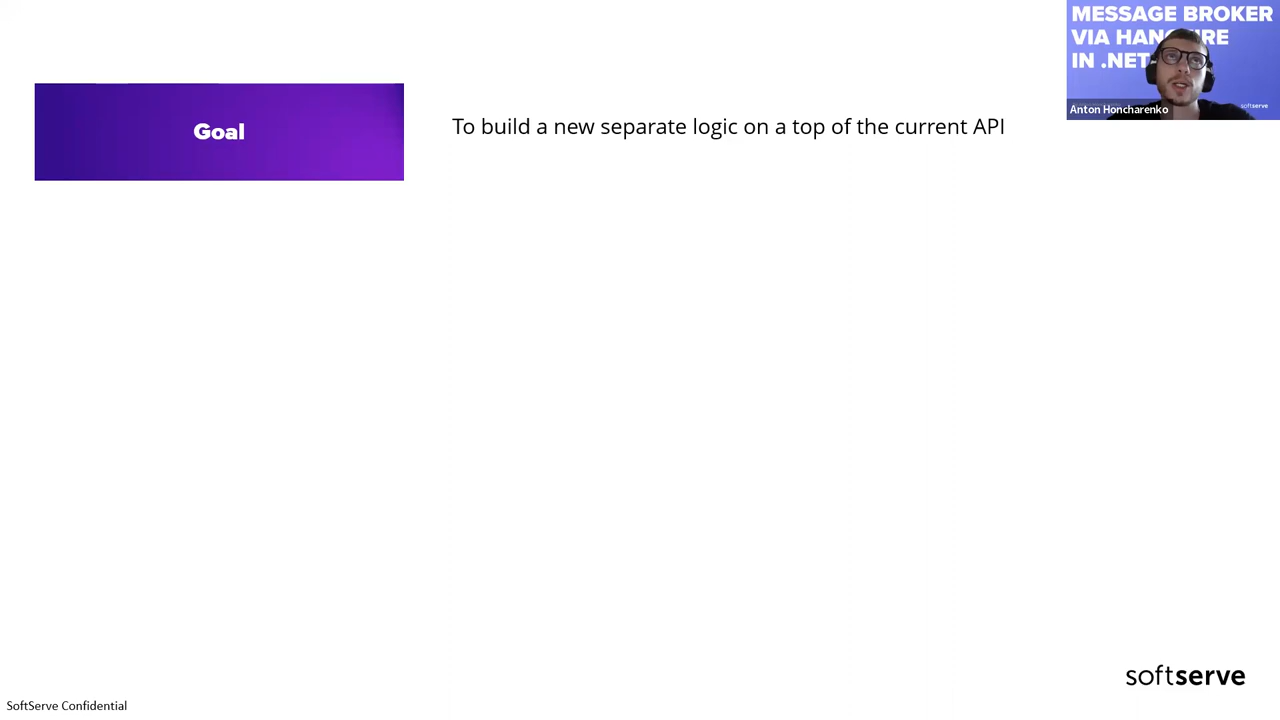 Goal
To build a new separate logic on a top of the current API
MESSAGE BROKER
VIA
IN .NET
softserve
Anton Honcharenko
softserve
SoftServe Confidential